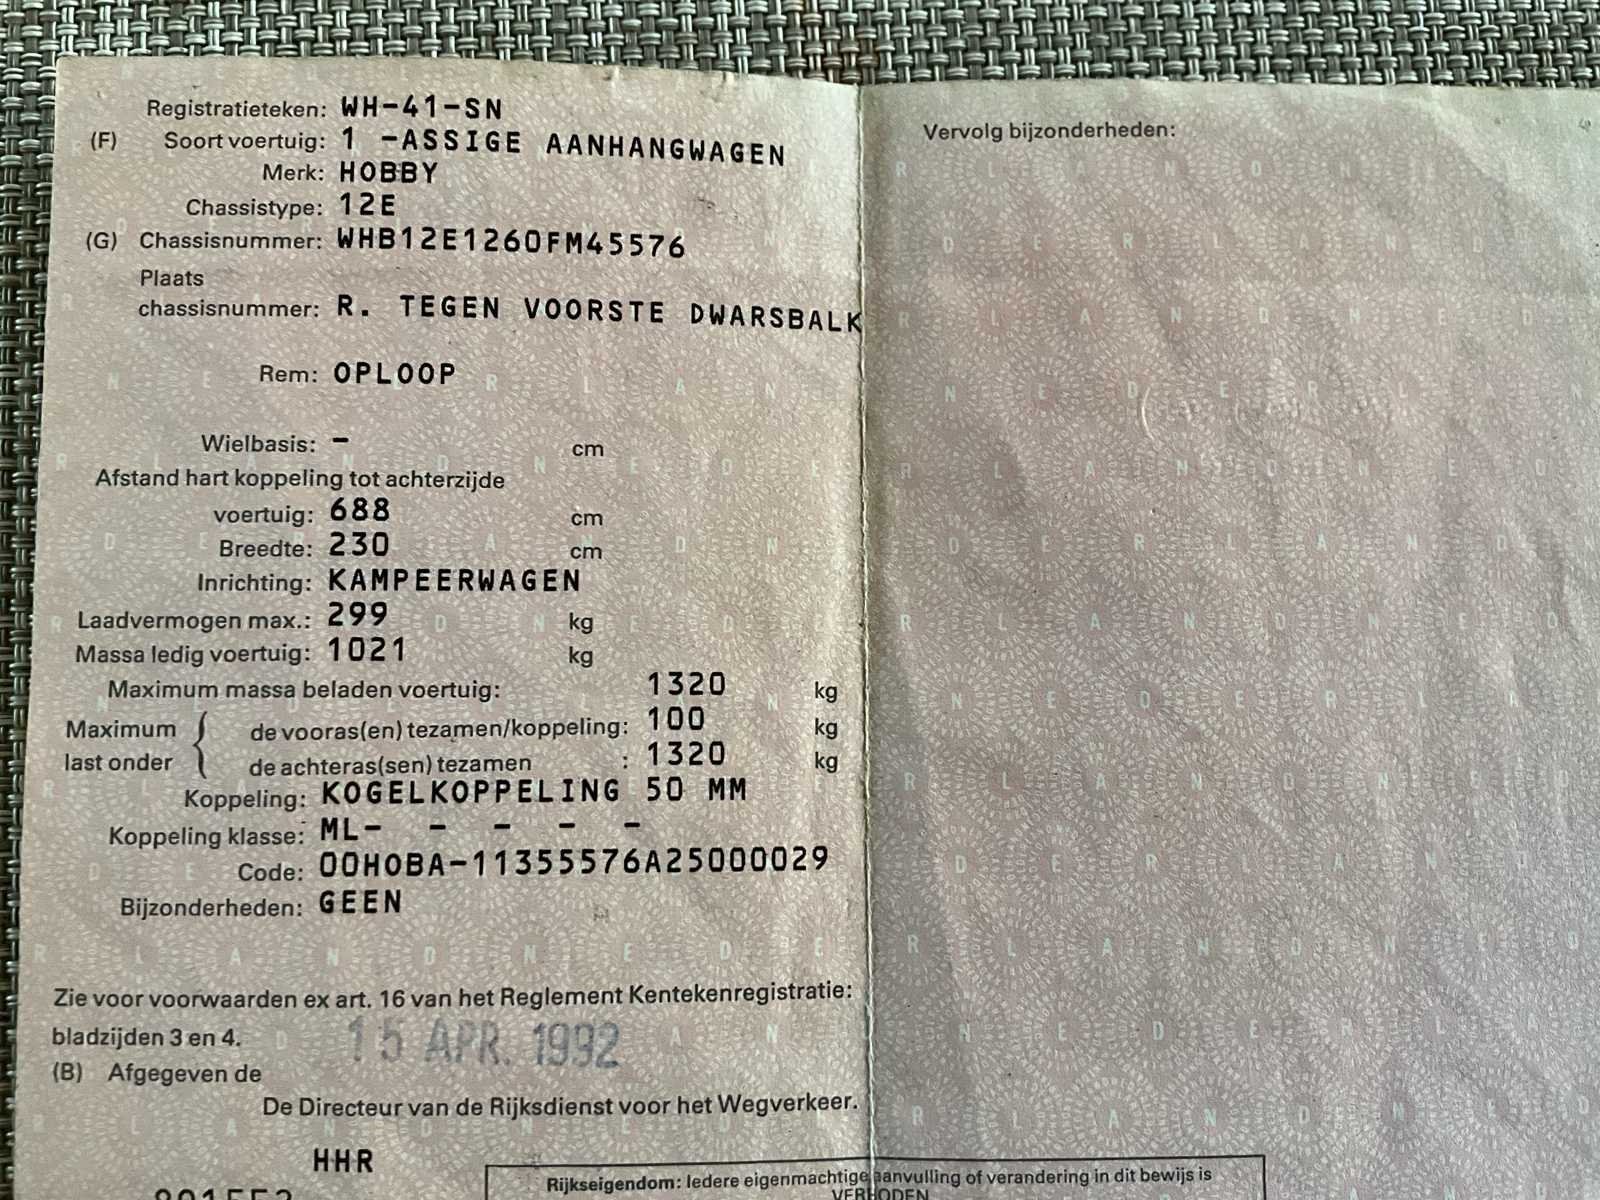 Registratieteken: WH-41-SN
(F) Soort voertuig: 1 -ASSIGE AANHANGWAGEN
Merk: HOBBY
Chassistype: 12E
(G) Chassisnummer: WHB12E1260FM45576
Plaats
chassisnummer: R. TEGEN VOORSTE DWARSBALK
Rem: OPLOOP
Wielbasis: - cm
Afstand hart koppeling tot achterzijde
voertuig: 688 cm
Breedte: 230 cm
Inrichting: KAMPEERWAGEN
Laadvermogen max.: 299 kg
Massa ledig voertuig: 1021 kg
Maximum massa beladen voertuig: 1320 kg
Maximum { de vooras(en) tezamen/koppeling: 100 kg
last onder de achteras(sen) tezamen : 1320 kg
Koppeling: KOGELKOPPELING 50 MM
Koppeling klasse: ML- - - - -
Code: 00HOBA-11355576A25000029
Bijzonderheden: GEEN
Zie voor voorwaarden ex art. 16 van het Reglement Kentekenregistratie:
bladzijden 3 en 4. 15 APR. 1992
(B) Afgegeven de
De Directeur van de Rijksdienst voor het Wegverkeer.
HHR
Rijkseigendom: Iedere eigenmachtige aanvulling of verandering in dit bewijs is
VERBODEN
Vervolg bijzonderheden: